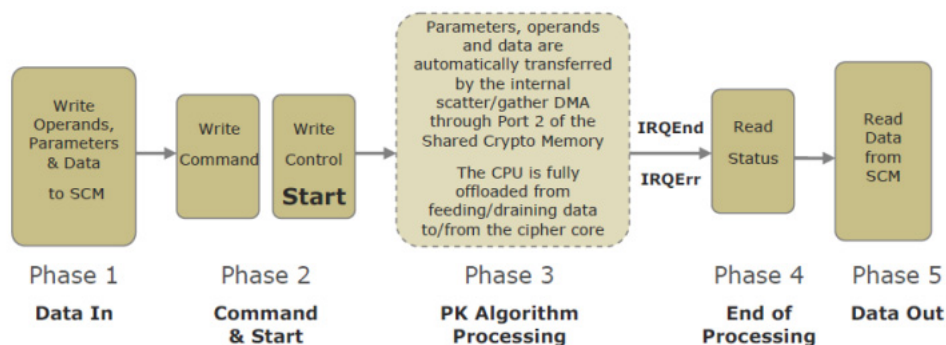 Write
Operands,
Parameters
& Data
to SCM
Write
Command
Write
Control
Start
Parameters, operands
and data are
automatically transferred
by the internal
scatter/gather DMA
through Port 2 of the
Shared Crypto Memory
The CPU is fully
offloaded from
feeding/draining data
to/from the cipher core
IRQEnd
IRQErr
Read
Status
Read
Data
from
SCM
Phase 1
Data In
Phase 2
Command
& Start
Phase 3
PK Algorithm
Processing
Phase 4
End of
Processing
Phase 5
Data Out